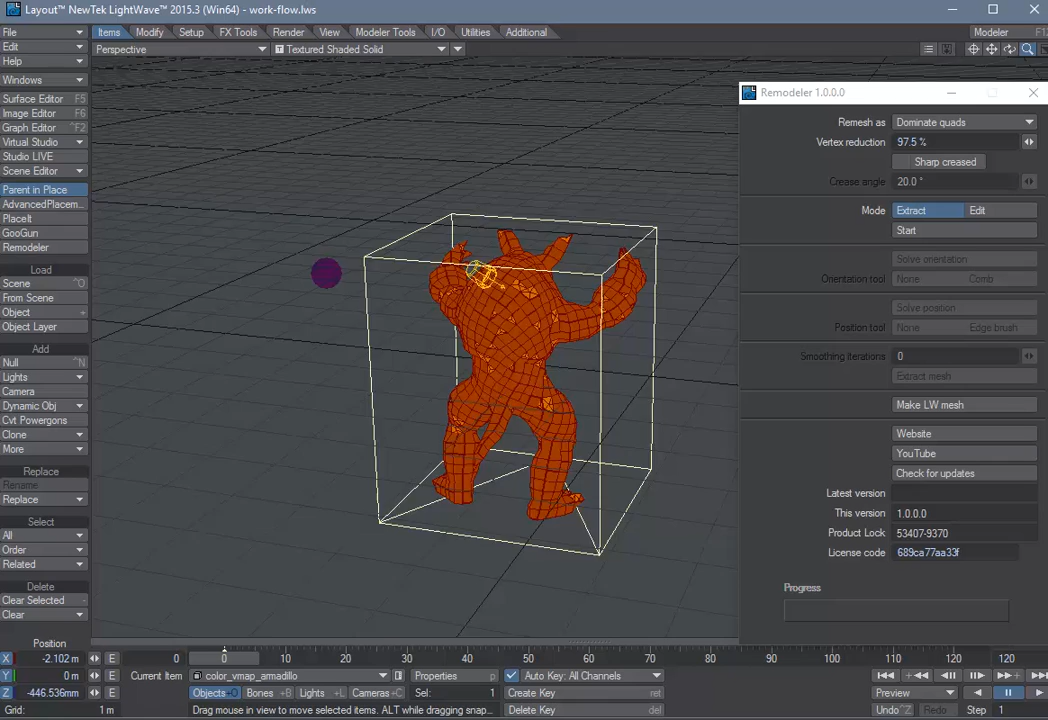 Layout™ NewTek LightWave™ 2015.3 (Win64) - work-flow.lws
File
Items
Modify
Setup
FX Tools
Render
View
Modeler Tools
I/O
Utilities
Additional
Modeler
F12
Edit
Perspective
T Textured Shaded Solid
Help
Windows
Surface Editor F5
Image Editor F6
Graph Editor ^F2
Virtual Studio
Studio LIVE
Scene Editor
Parent in Place
AdvancedPlacem...
PlaceIt
GooGun
Remodeler
Load
Scene ^O
From Scene
Object +
Object Layer
Add
Null ^N
Lights
Camera
Dynamic Obj
Cvt Powergons
Clone
More
Replace
Rename
Replace
Select
All
Order
Related
Delete
Clear Selected -
Clear
Remodeler 1.0.0.0
Remesh as Dominate quads
Vertex reduction 97.5 %
Sharp creased
Crease angle 20.0 °
Mode Extract Edit
Start
Solve orientation
Orientation tool None Comb
Solve position
Position tool None Edge brush
Smoothing iterations 0
Extract mesh
Make LW mesh
Website
YouTube
Check for updates
Latest version
This version 1.0.0.0
Product Lock 53407-9370
License code 689ca77aa33f
Progress
Position
X -2.102 m E 0 0 10 20 30 40 50 60 70 80 90 100 110 120 120
Y 0 m E Current Item color_vmap_armadillo Properties Auto Key: All Channels
Z -446.536mm E Objects+O Bones +B Lights +L Cameras+C Sel: 1 Create Key ret Preview
Grid: 1 m Drag mouse in view to move selected items. ALT while dragging snap... Delete Key del Undo^Z Redo Step 1